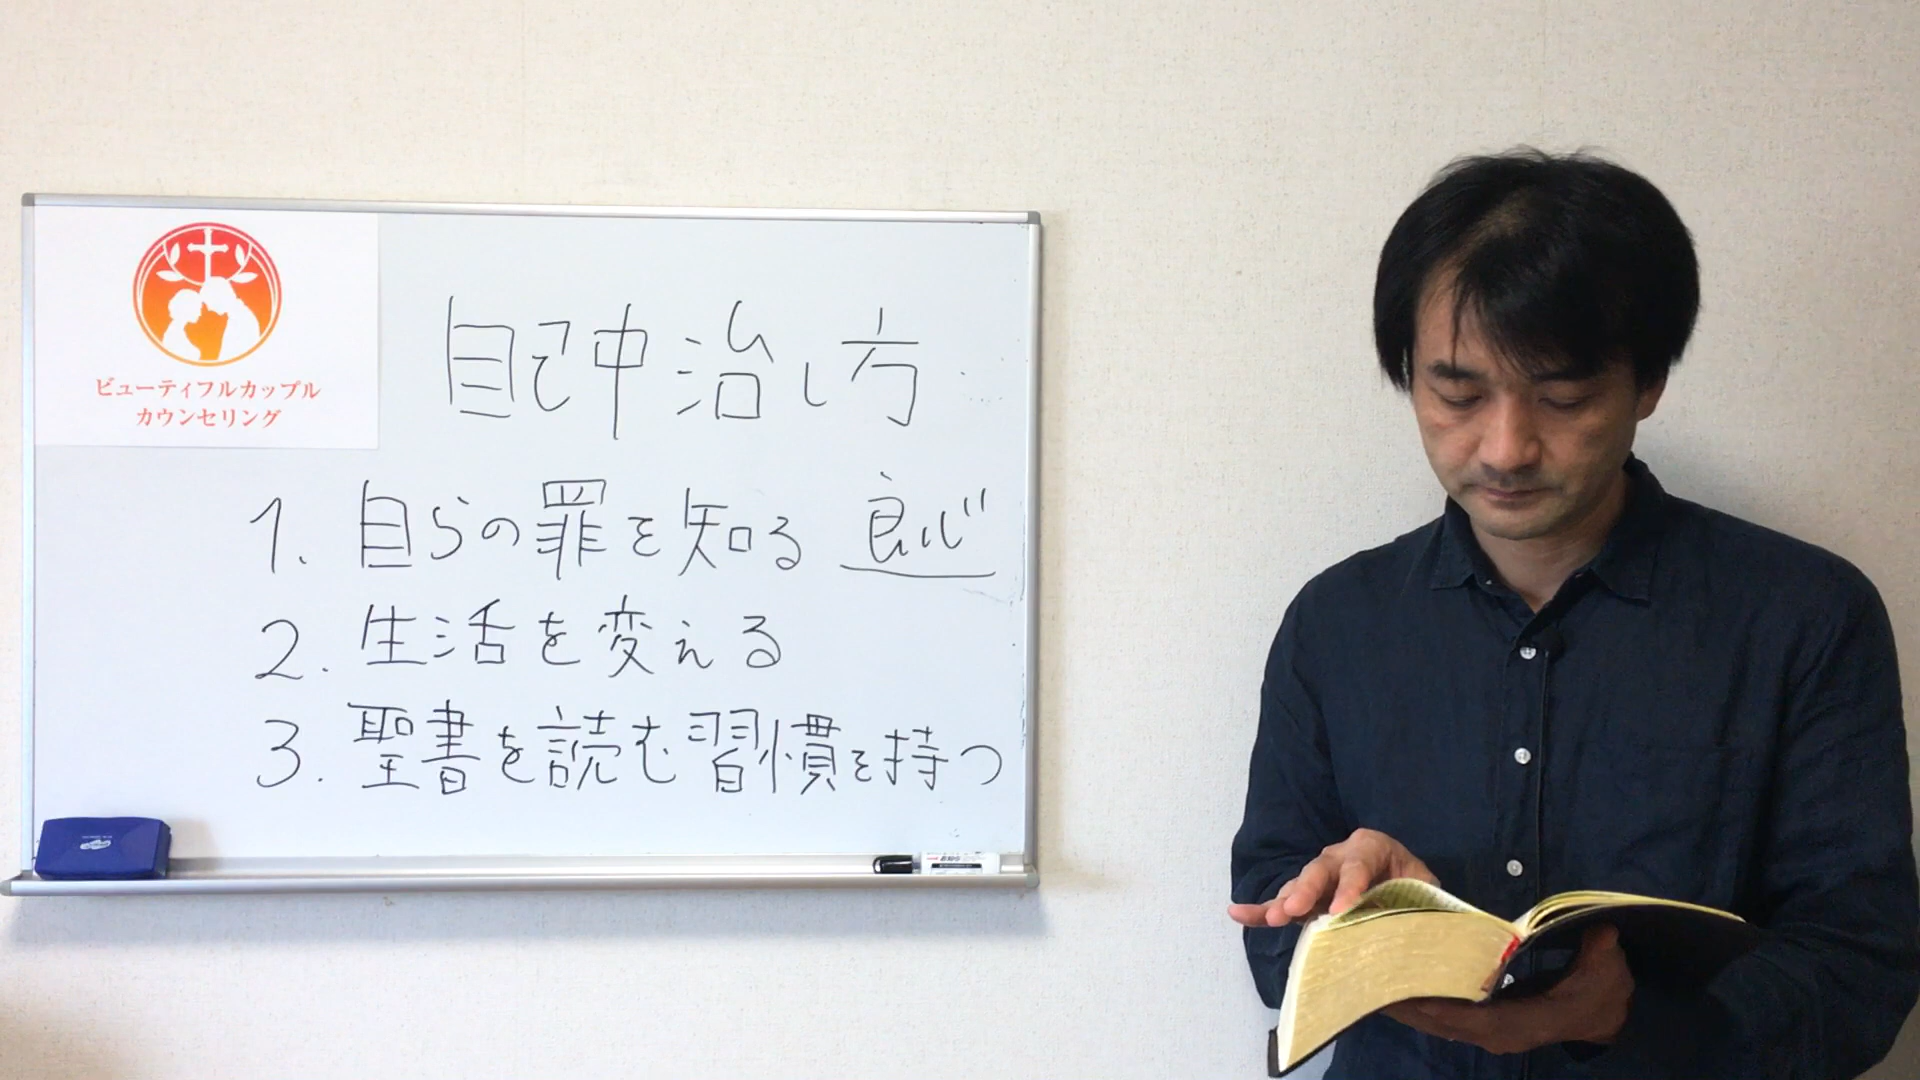 ビューティフルカップル
カウンセリング
自己中治し方
1. 自らの罪を知る 良心
2. 生活を変える
3. 聖書を読む習慣を持つ